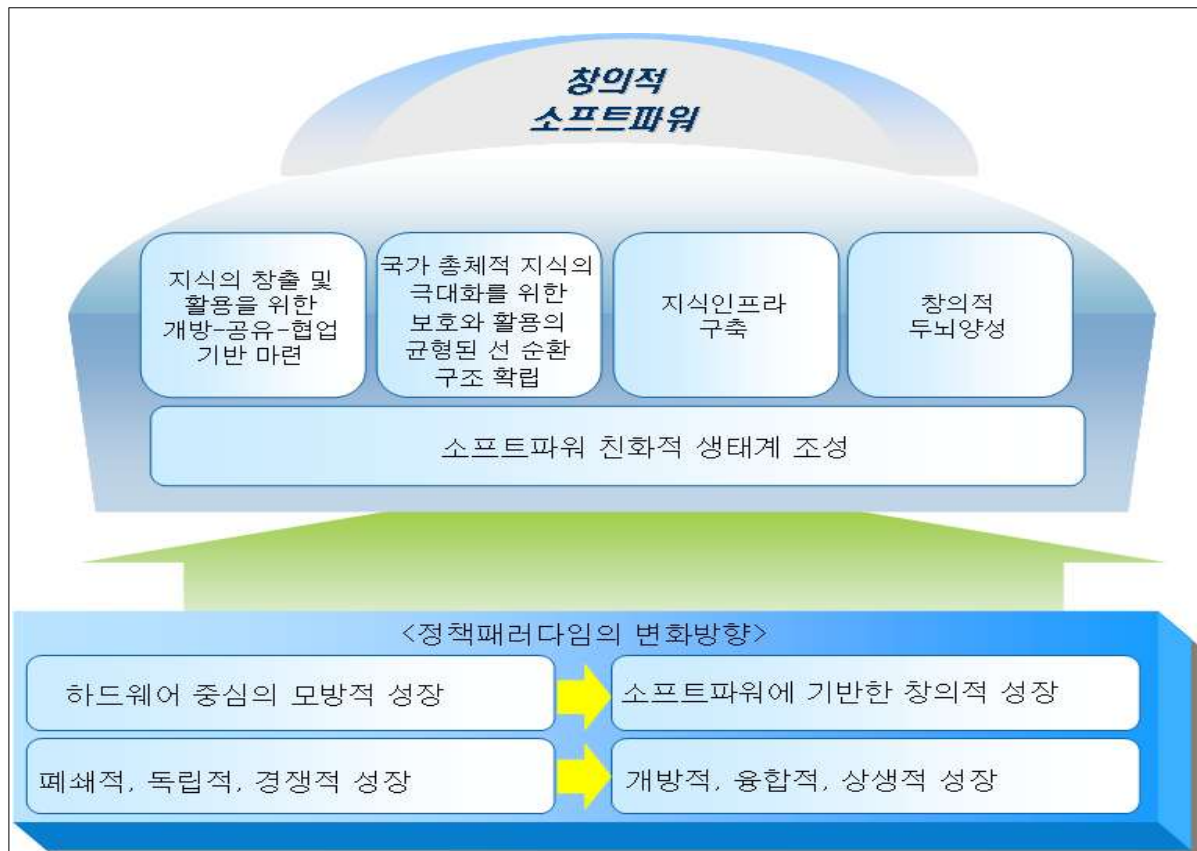 창의적
소프트파워
지식의 창출 및
활용을 위한
개방-공유-협업
기반 마련
국가 총체적 지식의
극대화를 위한
보호와 활용의
균형된 선 순환
구조 확립
지식인프라
구축
창의적
두뇌양성
소프트파워 친화적 생태계 조성
<정책패러다임의 변화방향>
하드웨어 중심의 모방적 성장
소프트파워에 기반한 창의적 성장
폐쇄적, 독립적, 경쟁적 성장
개방적, 융합적, 상생적 성장